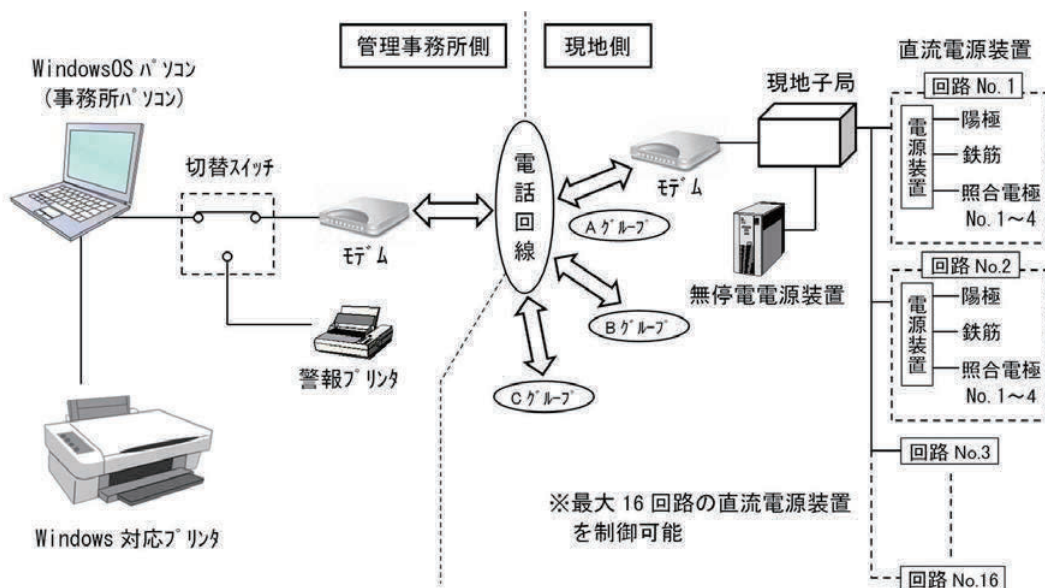 管理事務所側
現地側
WindowsOS ﾊﾟｿｺﾝ
(事務所ﾊﾟｿｺﾝ)
切替ｽｲｯﾁ
ﾓﾃﾞﾑ
警報ﾌﾟﾘﾝﾀ
Windows 対応ﾌﾟﾘﾝﾀ
電話回線
Aｸﾞﾙｰﾌﾟ
Bｸﾞﾙｰﾌﾟ
Cｸﾞﾙｰﾌﾟ
ﾓﾃﾞﾑ
現地子局
無停電電源装置
直流電源装置
回路 No.1
電源装置
陽極
鉄筋
照合電極
No.1～4
回路 No.2
電源装置
陽極
鉄筋
照合電極
No.1～4
回路 No.3
回路 No.16
※最大 16 回路の直流電源装置
を制御可能